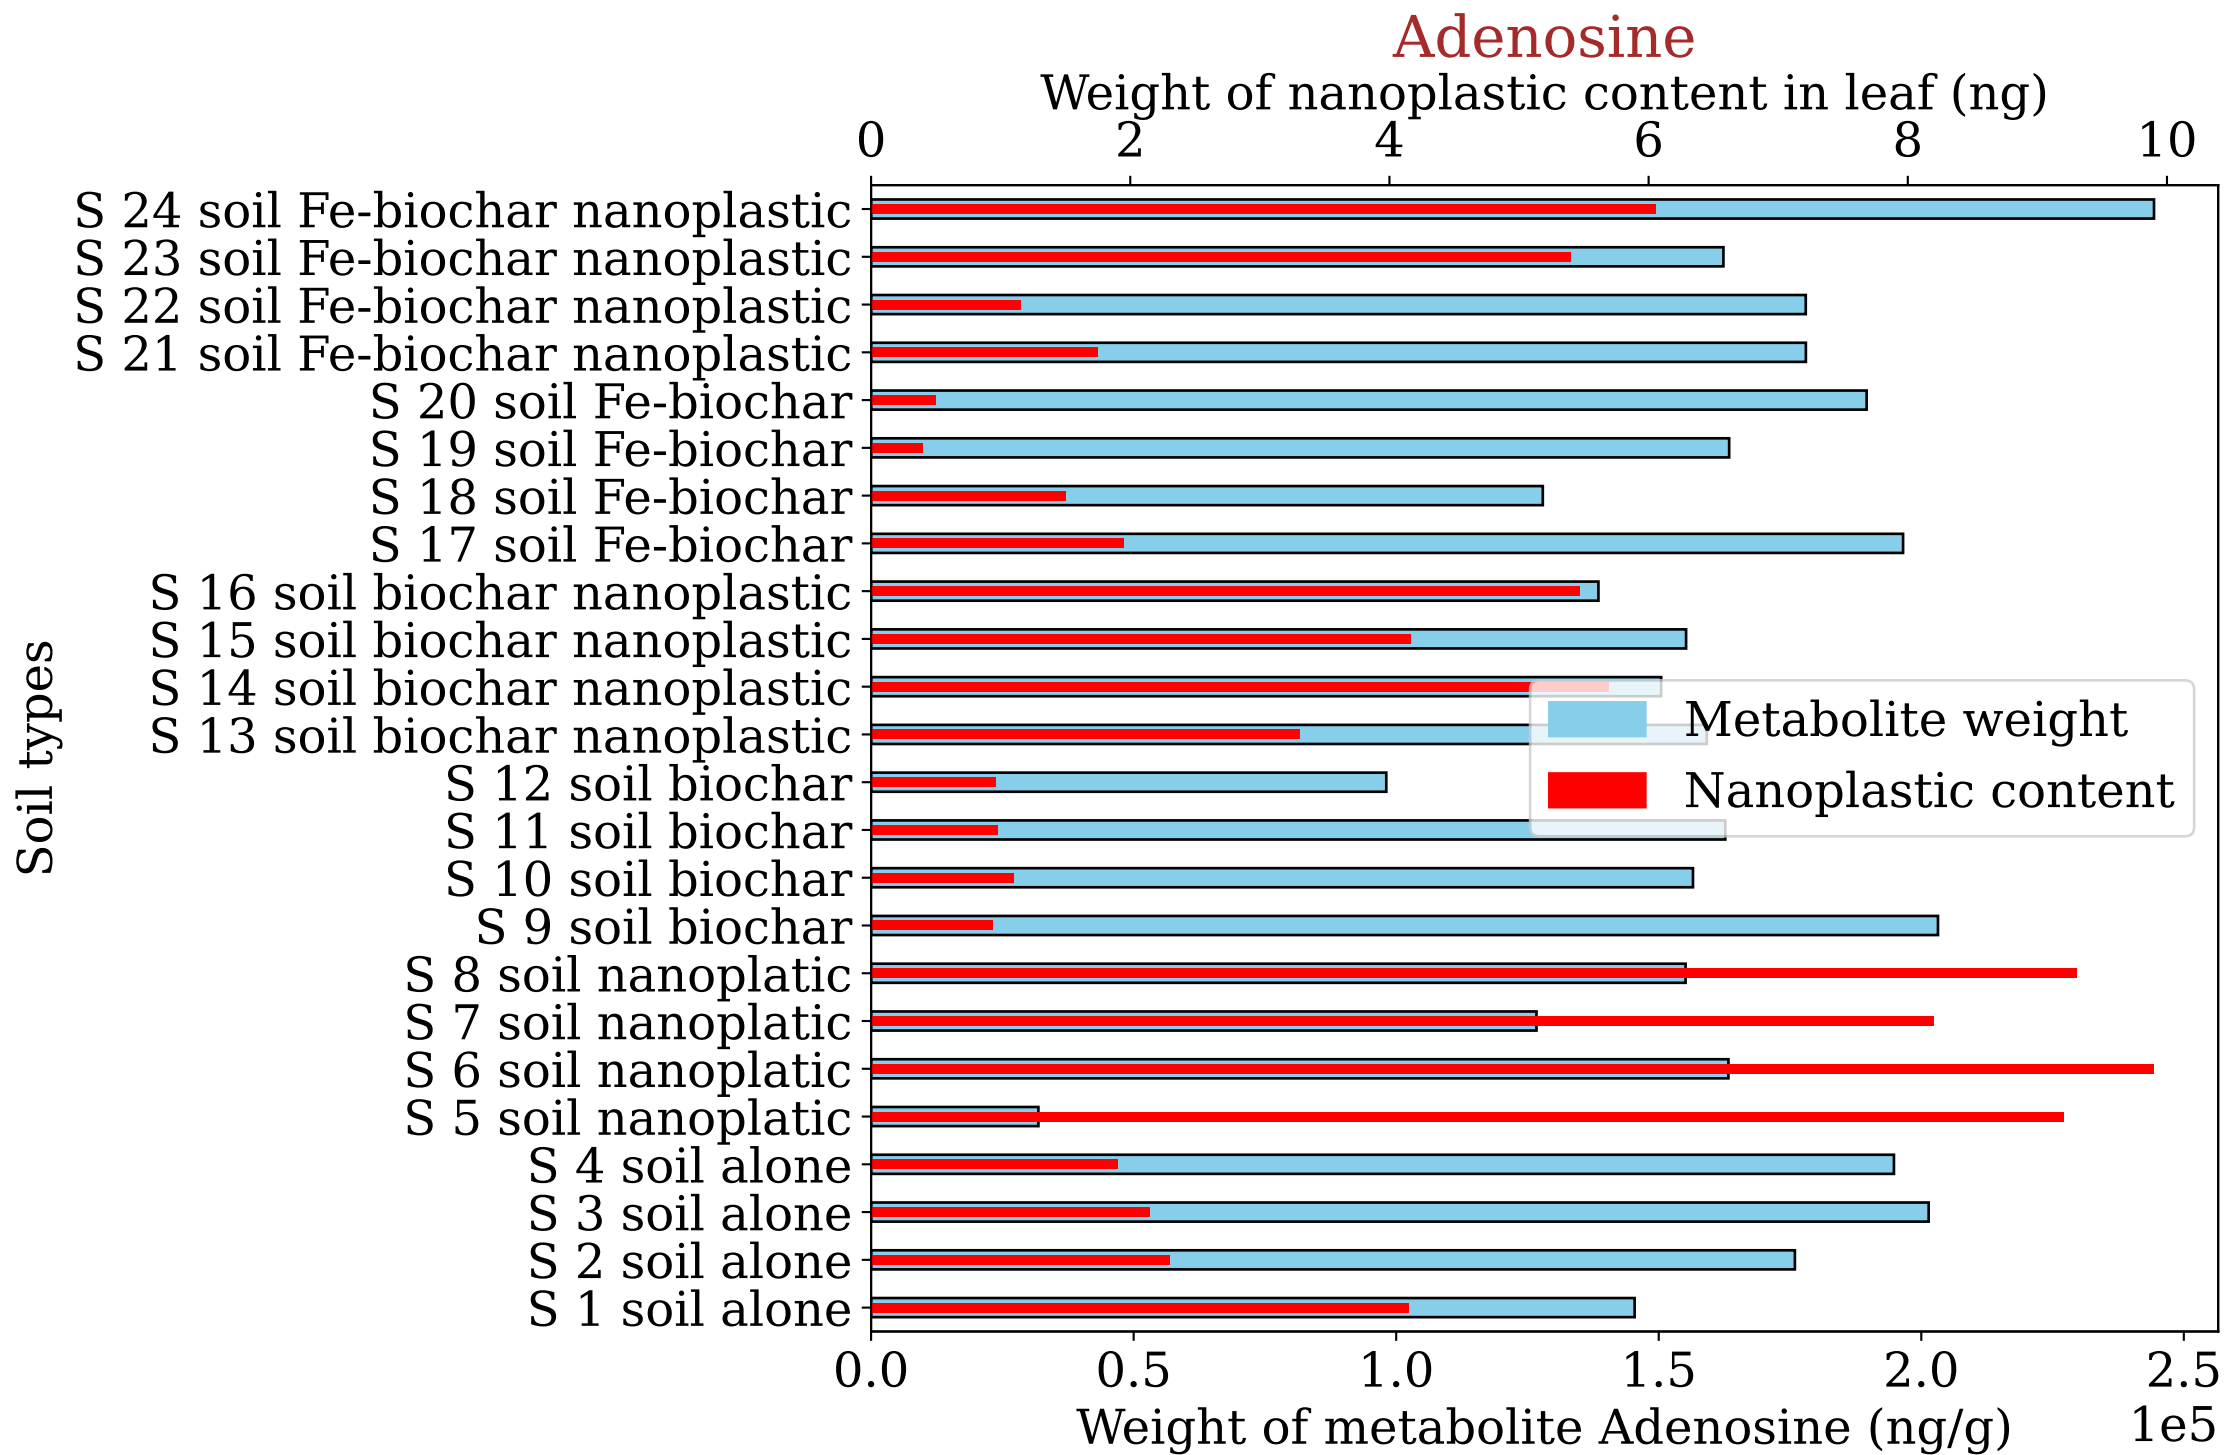 Adenosine
Weight of nanoplastic content in leaf (ng)
0 2 4 6 8 10
S 24 soil Fe-biochar nanoplastic
S 23 soil Fe-biochar nanoplastic
S 22 soil Fe-biochar nanoplastic
S 21 soil Fe-biochar nanoplastic
S 20 soil Fe-biochar
S 19 soil Fe-biochar
S 18 soil Fe-biochar
S 17 soil Fe-biochar
S 16 soil biochar nanoplastic
S 15 soil biochar nanoplastic
S 14 soil biochar nanoplastic
S 13 soil biochar nanoplastic
S 12 soil biochar
S 11 soil biochar
S 10 soil biochar
S 9 soil biochar
S 8 soil nanoplatic
S 7 soil nanoplatic
S 6 soil nanoplatic
S 5 soil nanoplatic
S 4 soil alone
S 3 soil alone
S 2 soil alone
S 1 soil alone
Soil types
Metabolite weight
Nanoplastic content
0.0 0.5 1.0 1.5 2.0 2.5
Weight of metabolite Adenosine (ng/g)
1e5